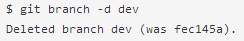 $ git branch -d dev
Deleted branch dev (was fec145a).